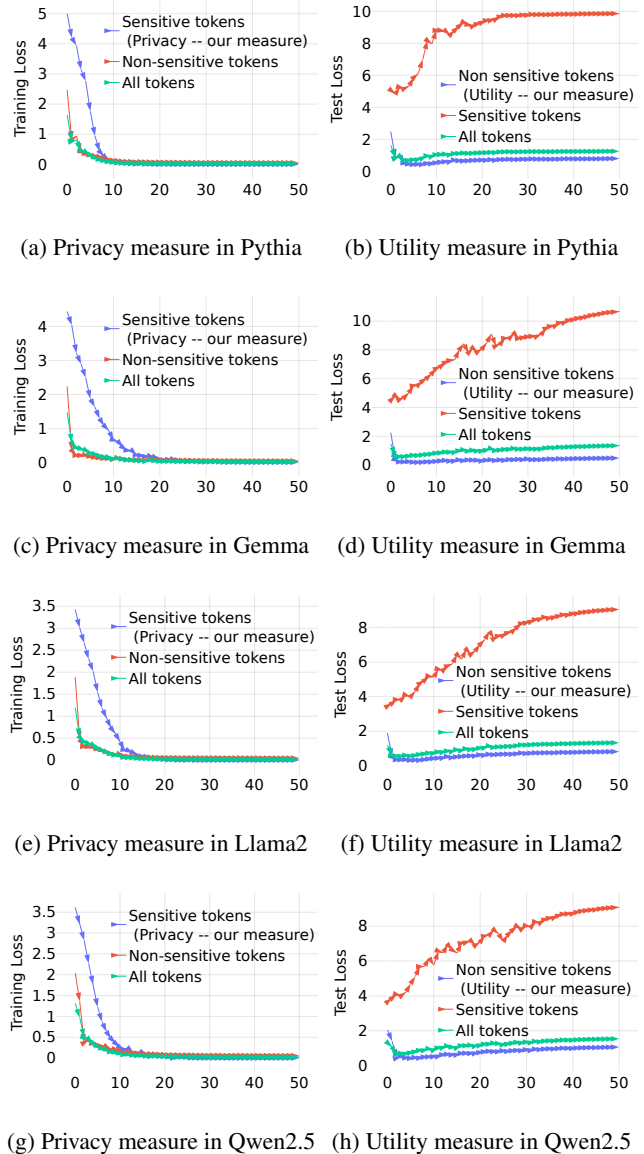 5
4
3
2
1
0
Training Loss
Sensitive tokens
(Privacy -- our measure)
Non-sensitive tokens
All tokens
0 10 20 30 40 50
(a) Privacy measure in Pythia
10
8
6
4
2
0
Test Loss
Non sensitive tokens
(Utility -- our measure)
Sensitive tokens
All tokens
0 10 20 30 40 50
(b) Utility measure in Pythia
4
3
2
1
0
Training Loss
Sensitive tokens
(Privacy -- our measure)
Non-sensitive tokens
All tokens
0 10 20 30 40 50
(c) Privacy measure in Gemma
10
8
6
4
2
0
Test Loss
Non sensitive tokens
(Utility -- our measure)
Sensitive tokens
All tokens
0 10 20 30 40 50
(d) Utility measure in Gemma
3.5
3
2.5
2
1.5
1
0.5
0
Training Loss
Sensitive tokens
(Privacy -- our measure)
Non-sensitive tokens
All tokens
0 10 20 30 40 50
(e) Privacy measure in Llama2
8
6
4
2
0
Test Loss
Non sensitive tokens
(Utility -- our measure)
Sensitive tokens
All tokens
0 10 20 30 40 50
(f) Utility measure in Llama2
3.5
3
2.5
2
1.5
1
0.5
0
Training Loss
Sensitive tokens
(Privacy -- our measure)
Non-sensitive tokens
All tokens
0 10 20 30 40 50
(g) Privacy measure in Qwen2.5
8
6
4
2
0
Test Loss
Non sensitive tokens
(Utility -- our measure)
Sensitive tokens
All tokens
0 10 20 30 40 50
(h) Utility measure in Qwen2.5